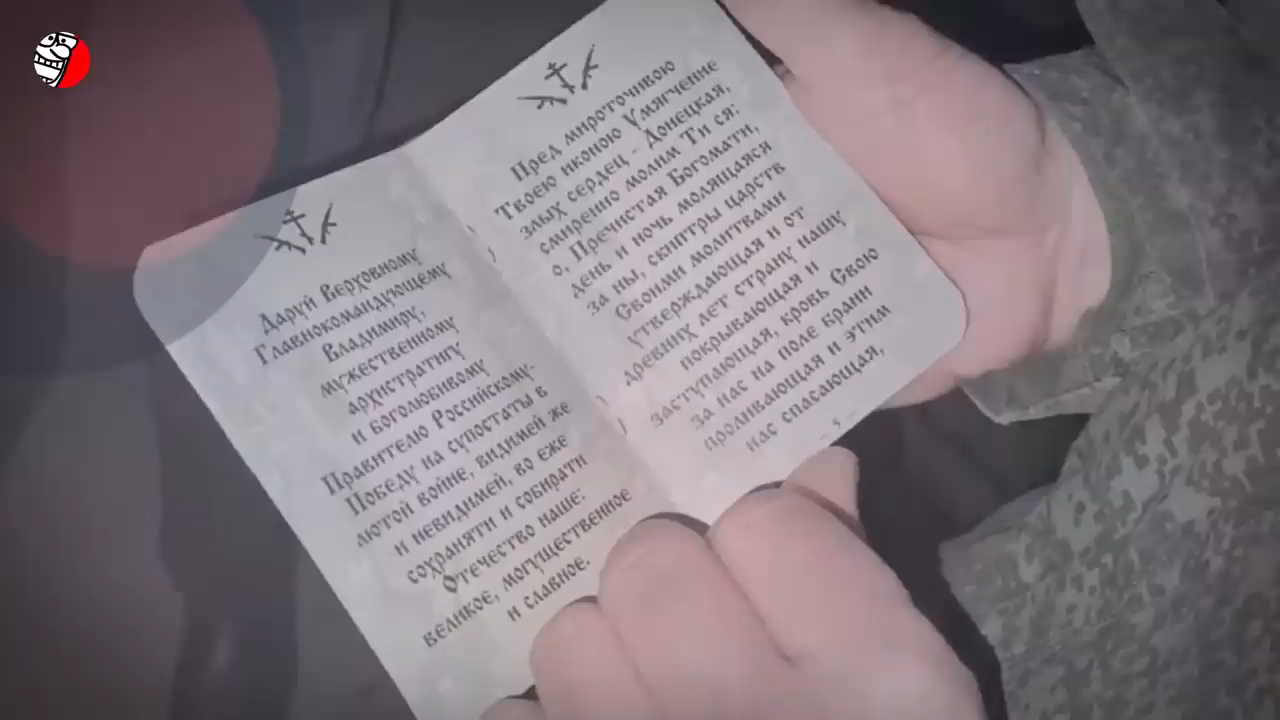 Даруй Верховному
Главнокомандующему
Владимиру,
мужественному
архистратигу
и боголюбивому
Правителю Россійскому.
Победу на супостаты в
лютой войне, видимей же
и невидимей, во еже
сохраняти и собирати
Отечество наше:
великое, могущественное
и славное.
Пред мироточивою
Твоею иконою Умягчение
злых сердец - Донецкая,
смиренно молим Ти ся:
о, Пречистая Богомати,
день и ночь молящаяся
за ны, скиптры царств
Своими молитвами
утверждающая и от
древних лет страну нашу
покрывающая и
заступающая, кровь Свою
за нас на поле брани
проливающая и этим
нас спасающая,
- 5 -